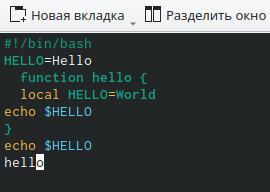 Новая вкладка Разделить окно
#!/bin/bash
HELLO=Hello
  function hello {
  local HELLO=World
echo $HELLO
}
echo $HELLO
hello